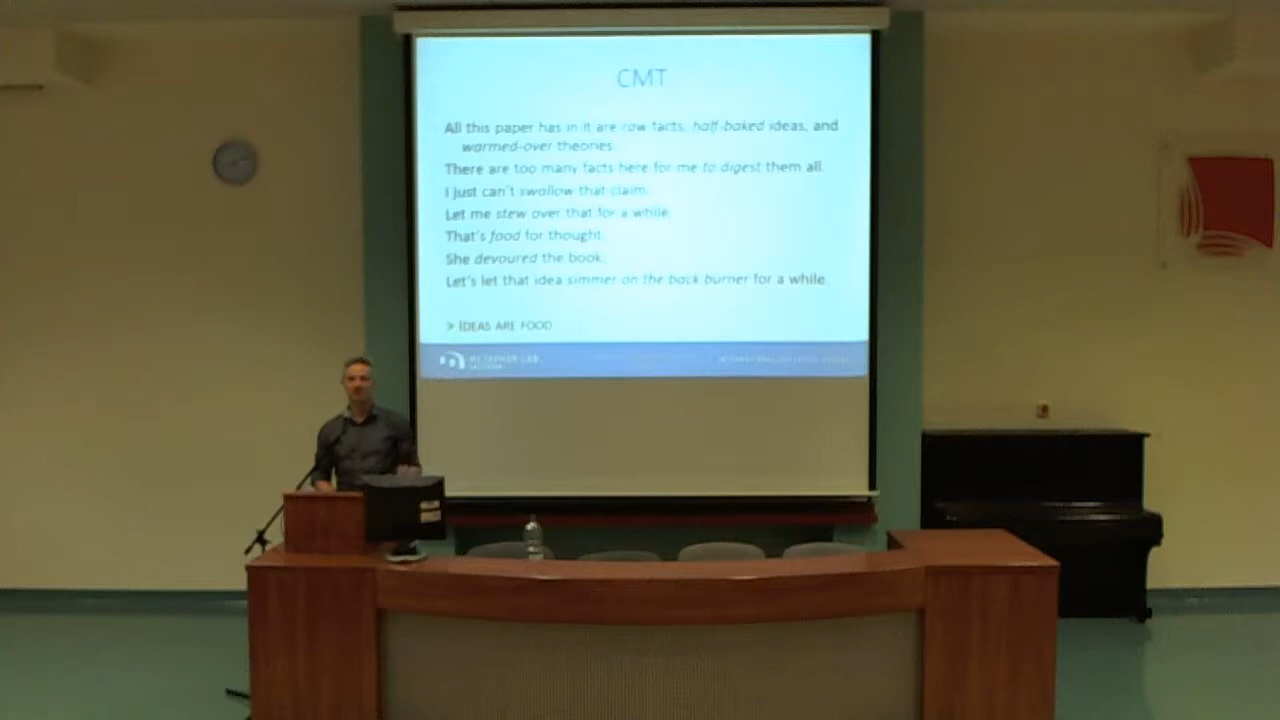 CMT
All this paper has in it are raw facts, half-baked ideas, and
warmed-over theories.
There are too many facts here for me to digest them all.
I just can't swallow that claim.
Let me stew over that for a while.
That's food for thought.
She devoured the book.
Let's let that idea simmer on the back burner for a while.
> IDEAS ARE FOOD
METAPHOR LAB